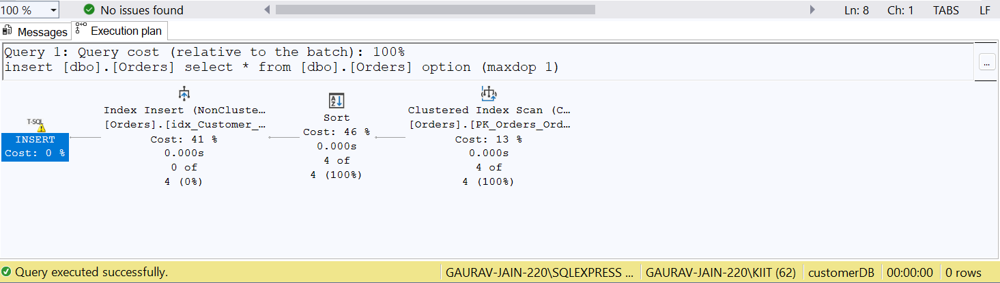 100 %
No issues found
Ln: 8
Ch: 1
TABS
LF
Messages
Execution plan
Query 1: Query cost (relative to the batch): 100%
insert [dbo].[Orders] select * from [dbo].[Orders] option (maxdop 1)
...
T-SQL
INSERT
Cost: 0 %
Index Insert (NonCluste...
[Orders].[idx_Customer_...
Cost: 41 %
0.000s
0 of
4 (0%)
Sort
Cost: 46 %
0.000s
4 of
4 (100%)
Clustered Index Scan (C...
[Orders].[PK_Orders_Ord...
Cost: 13 %
0.000s
4 of
4 (100%)
Query executed successfully.
GAURAV-JAIN-220\SQLEXPRESS ...
GAURAV-JAIN-220\KIIT (62)
customerDB
00:00:00
0 rows